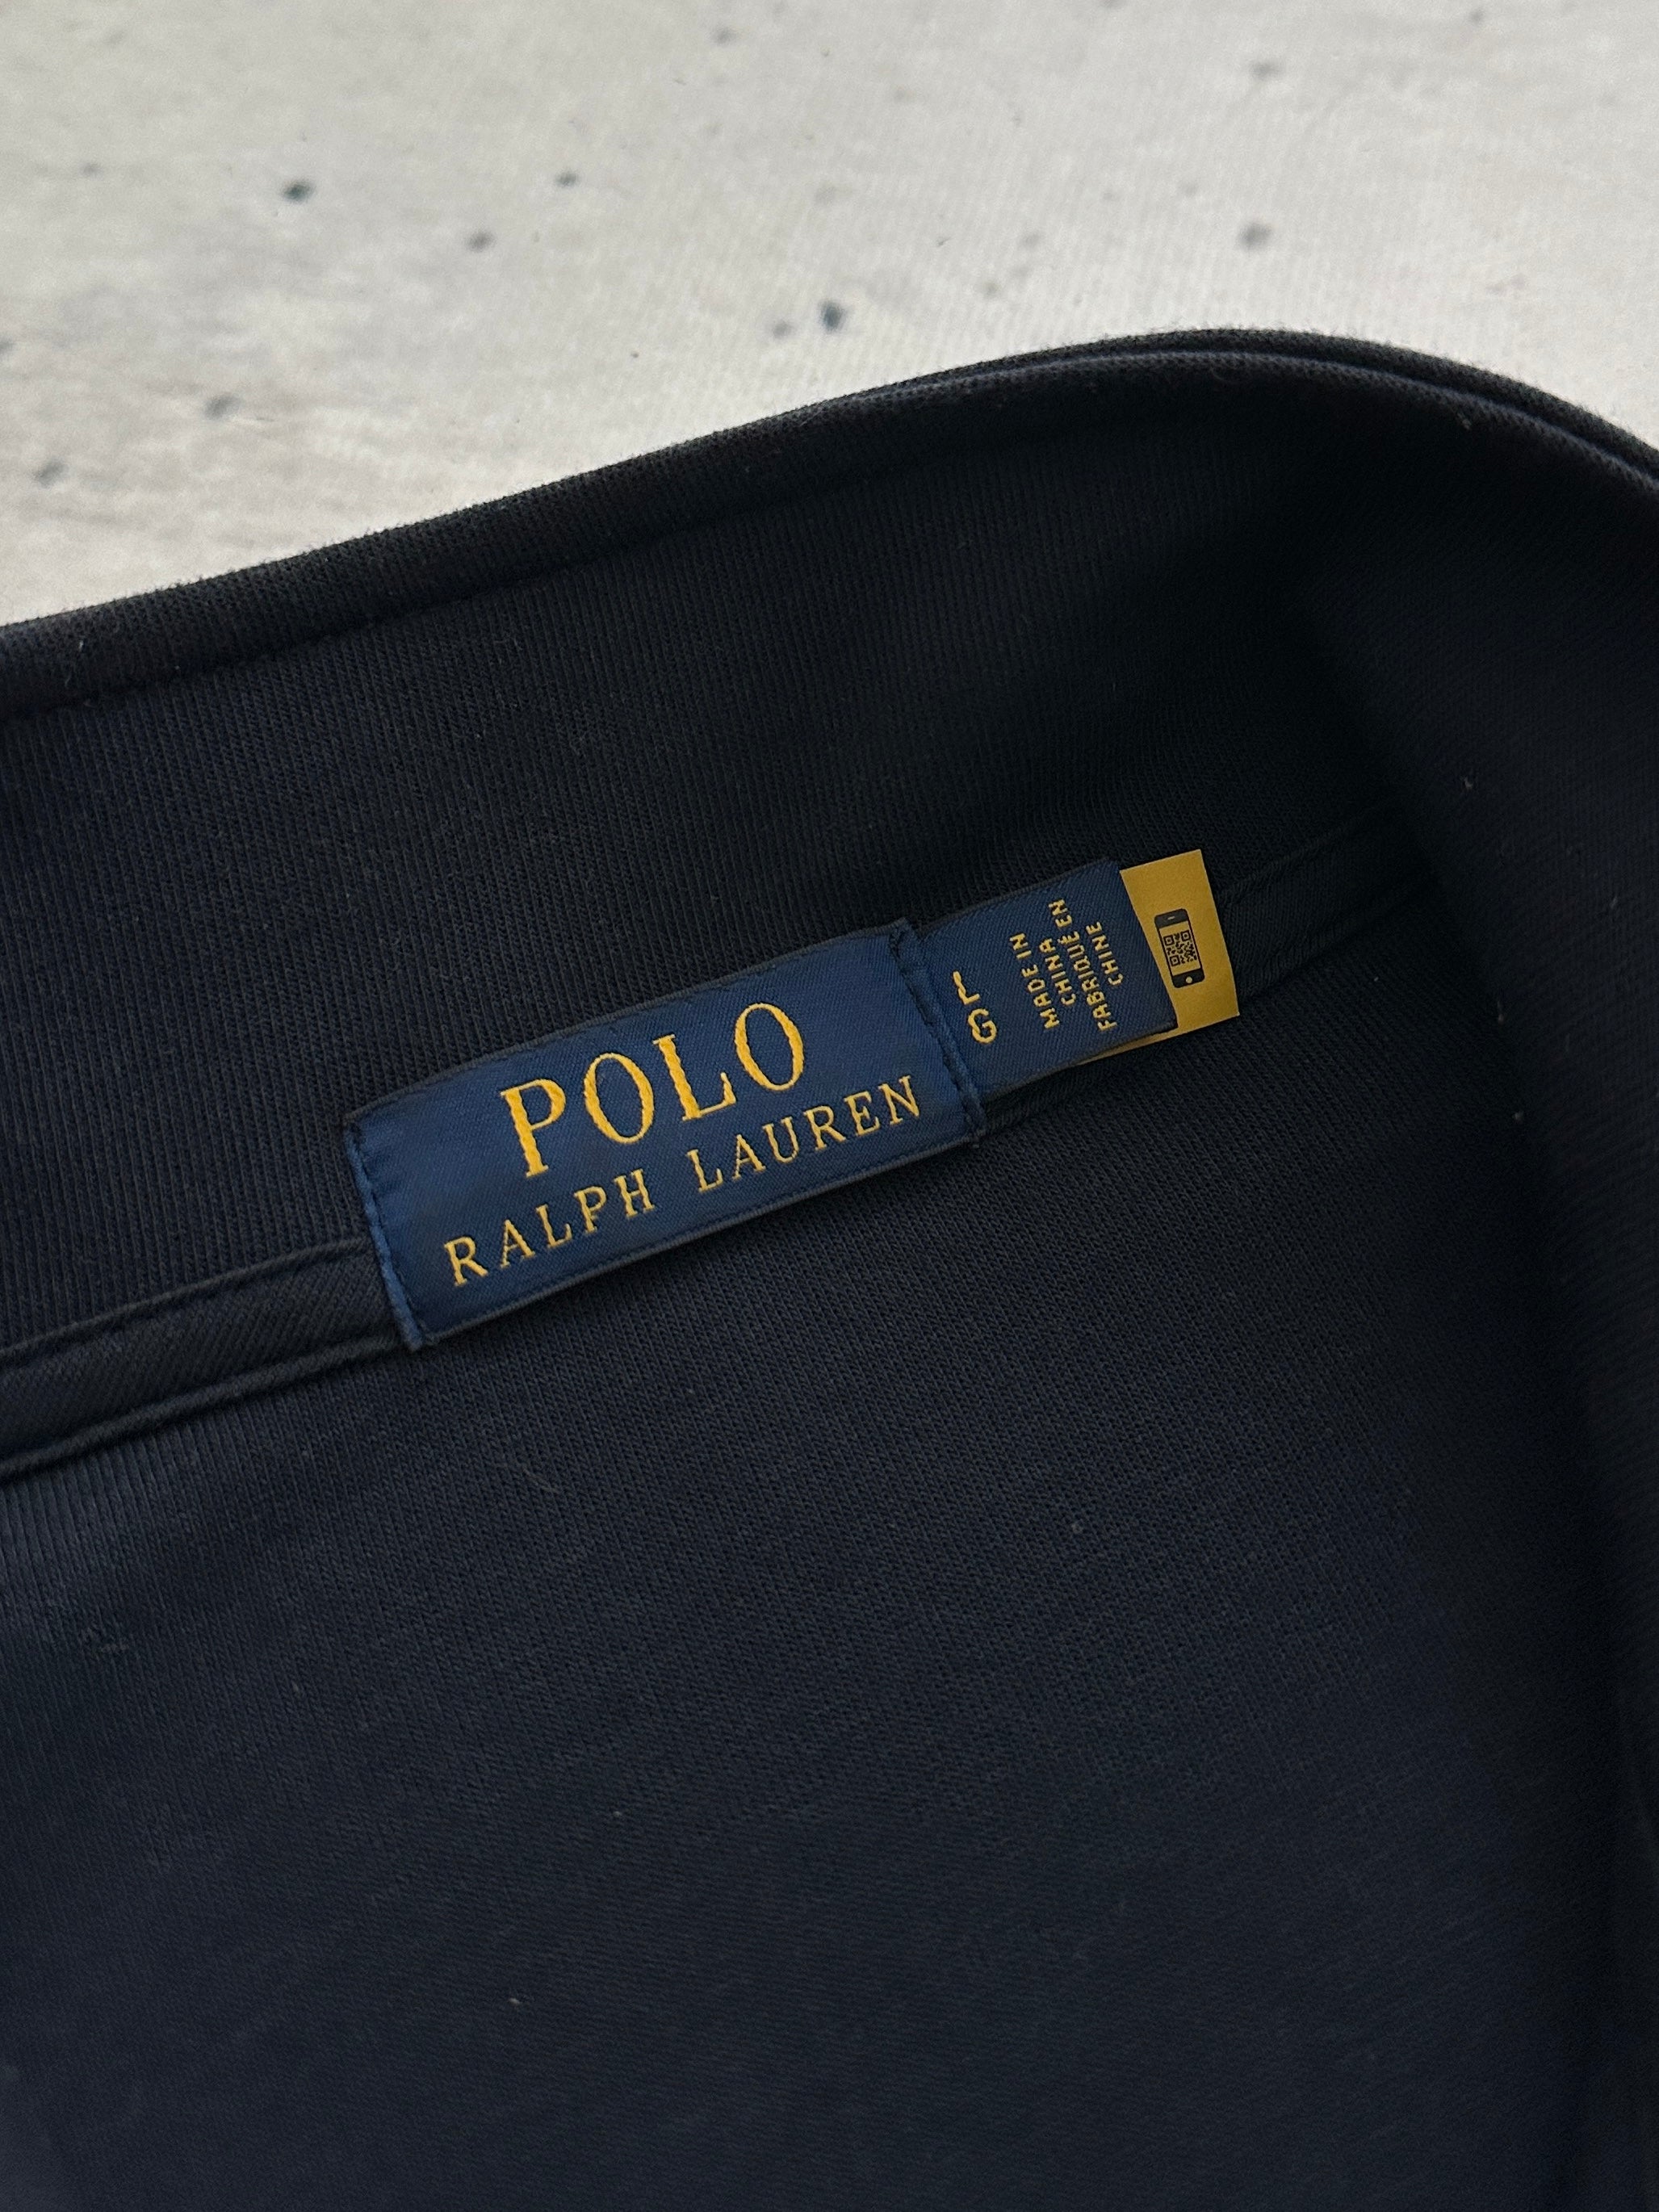 POLO
RALPH LAUREN
L
G
MADE IN
CHINA
FABRIQUÉ EN
CHINE